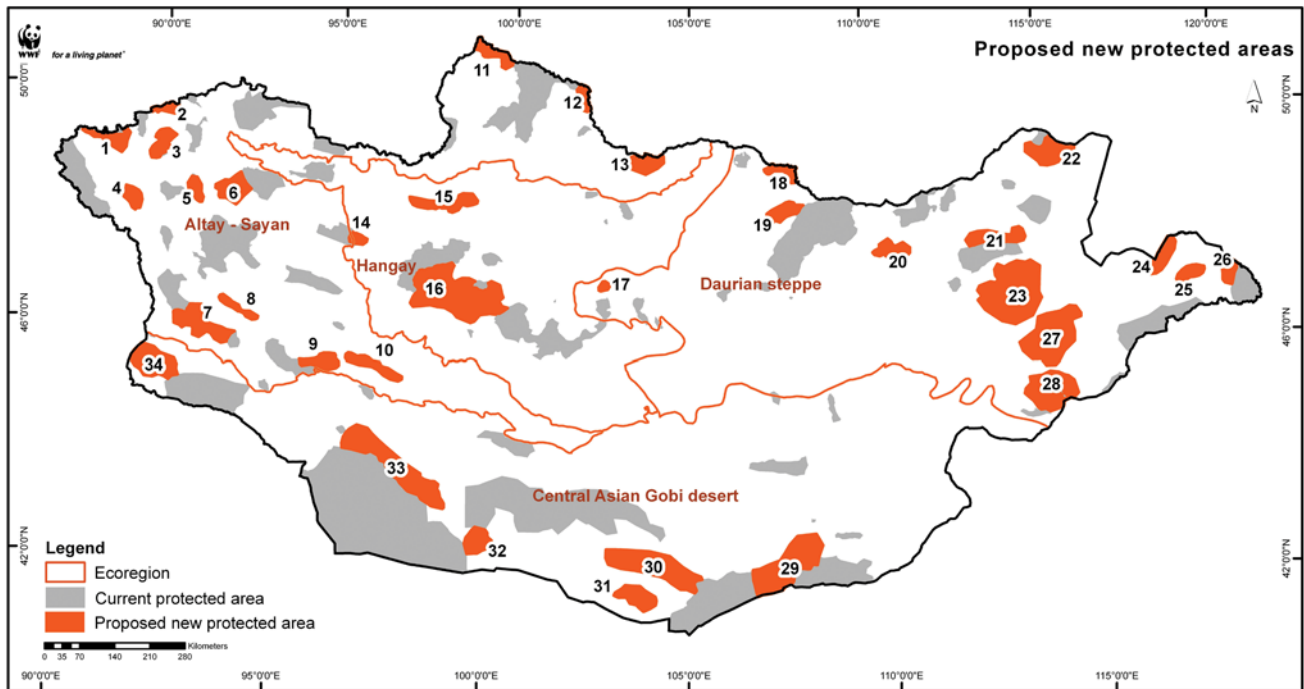 90°0'0"E 95°0'0"E 100°0'0"E 105°0'0"E 110°0'0"E 115°0'0"E 120°0'0"E
WWF
for a living planet®
Proposed new protected areas
50°0'0"N
50°0'0"N
N
11
12
2
1
3
13
22
4
5
6
15
18
Altay - Sayan
14
19
21
Hangay
20
24
26
16
17
Daurian steppe
23
25
46°0'0"N
46°0'0"N
7
8
27
9
10
34
28
33
Central Asian Gobi desert
42°0'0"N
42°0'0"N
32
30
29
31
Legend
Ecoregion
Current protected area
Proposed new protected area
Kilometers
0 35 70 140 210 280
90°0'0"E 95°0'0"E 100°0'0"E 105°0'0"E 110°0'0"E 115°0'0"E